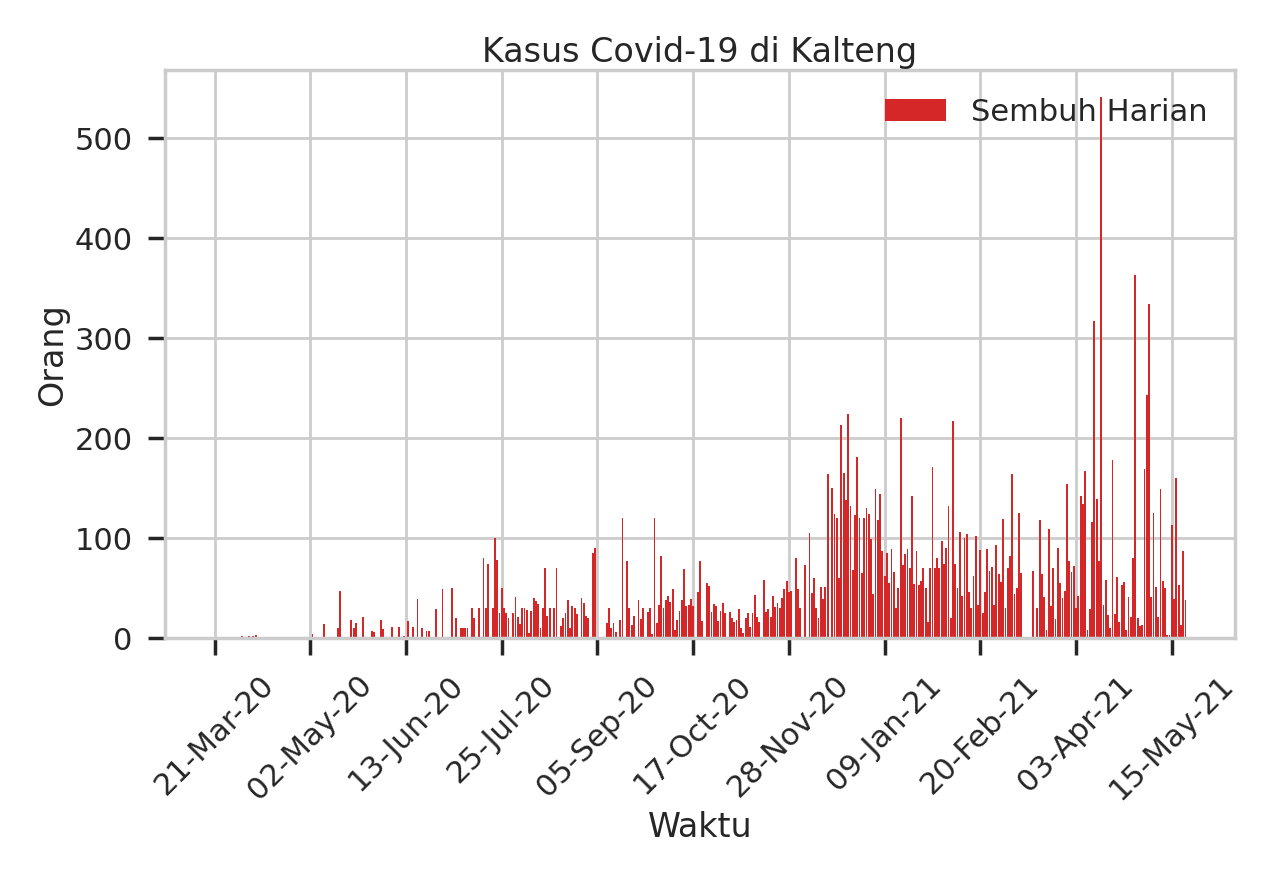 Kasus Covid-19 di Kalteng
Sembuh Harian
500
400
300
200
100
0
Orang
21-Mar-20
02-May-20
13-Jun-20
25-Jul-20
05-Sep-20
17-Oct-20
28-Nov-20
09-Jan-21
20-Feb-21
03-Apr-21
15-May-21
Waktu